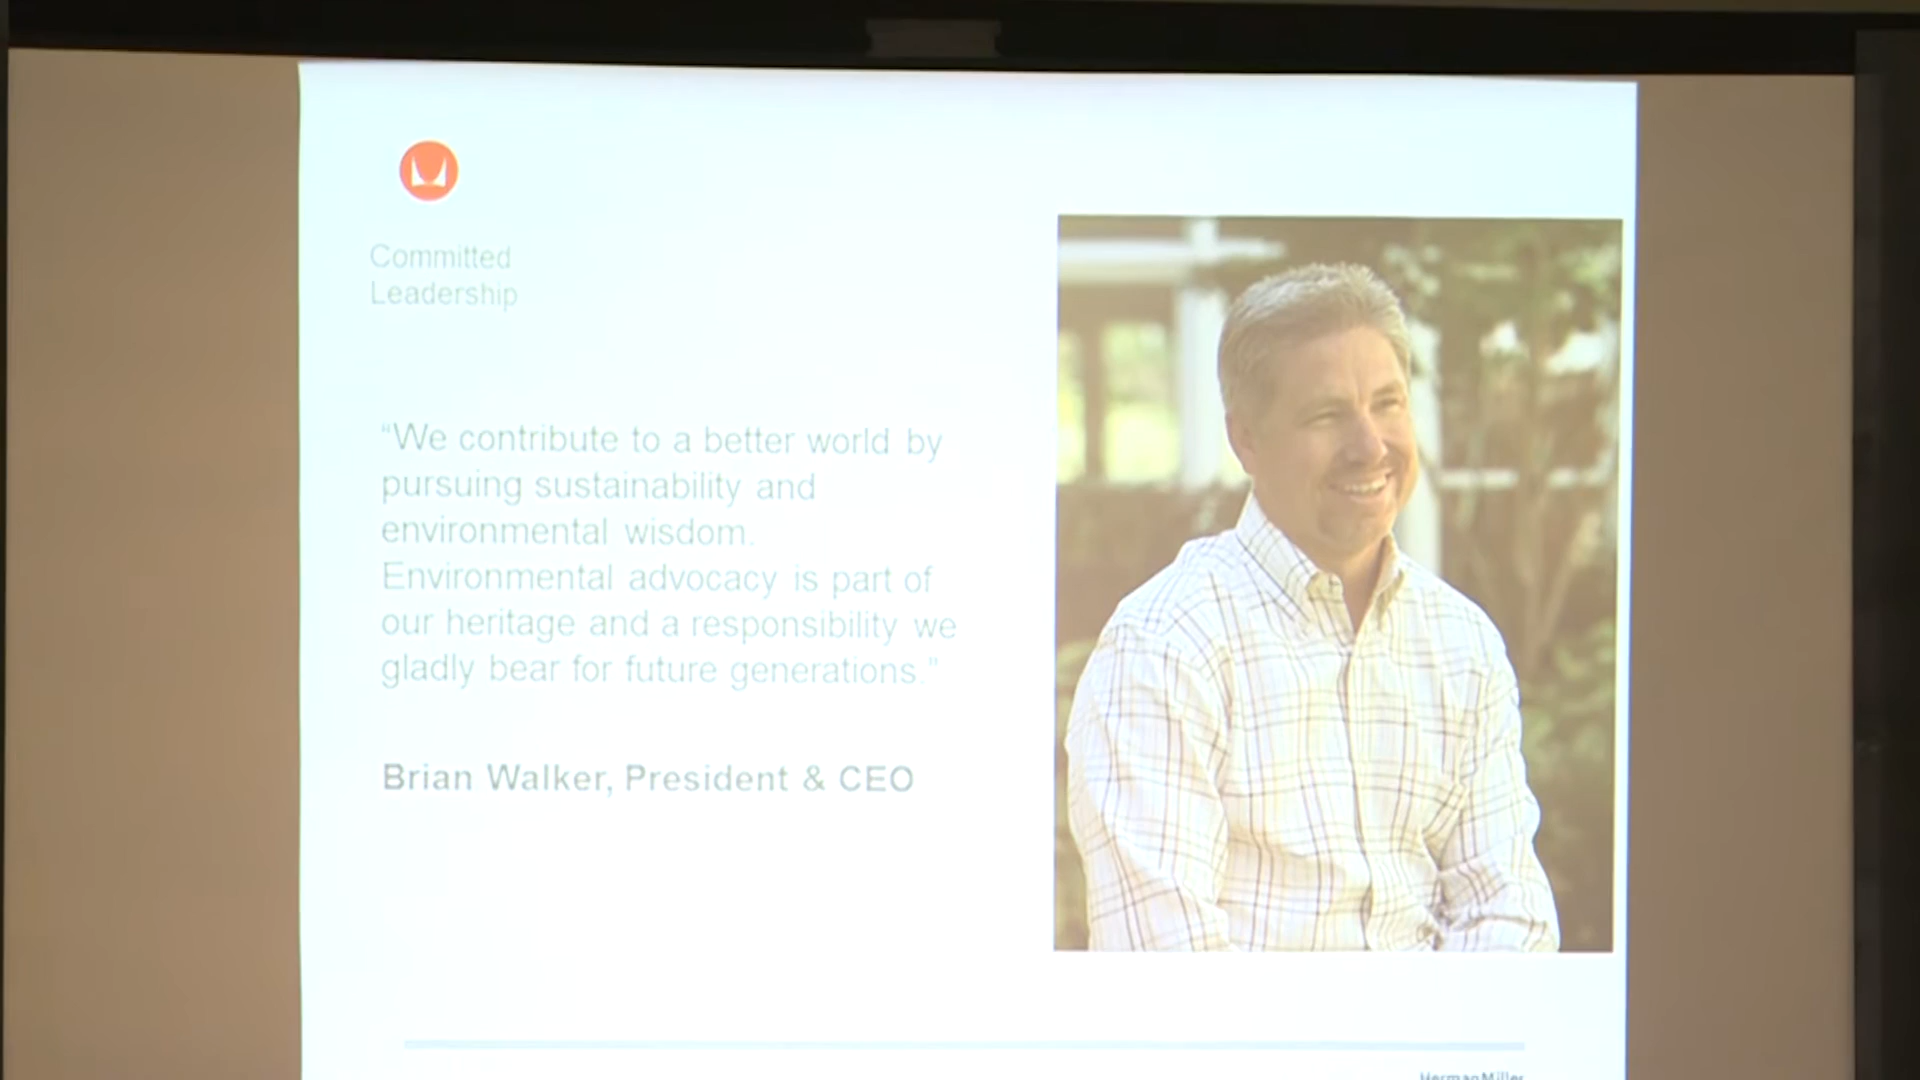 Committed
Leadership
“We contribute to a better world by
pursuing sustainability and
environmental wisdom.
Environmental advocacy is part of
our heritage and a responsibility we
gladly bear for future generations.”
Brian Walker, President & CEO
HermanMiller